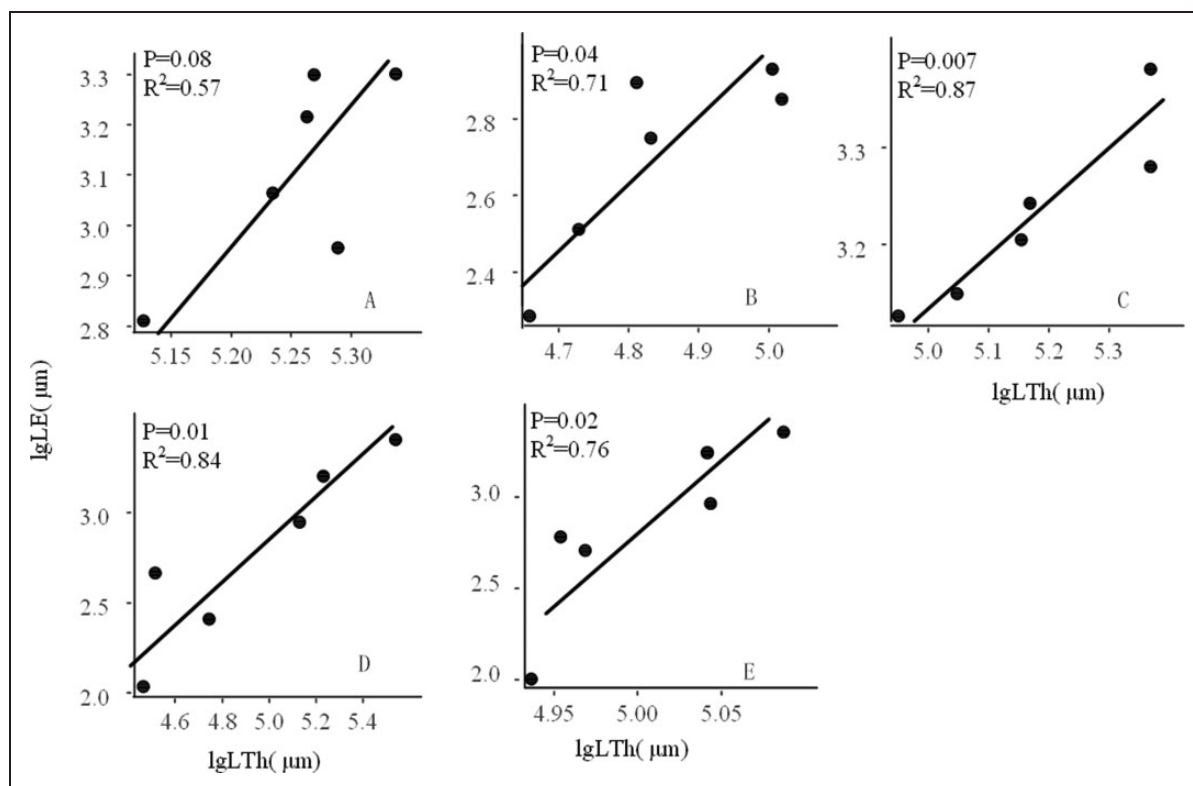 P=0.08
R²=0.57
3.3
3.2
3.1
3.0
2.9
2.8
A
5.15 5.20 5.25 5.30
P=0.04
R²=0.71
2.8
2.6
2.4
B
4.7 4.8 4.9 5.0
P=0.007
R²=0.87
3.3
3.2
C
5.0 5.1 5.2 5.3
lgLTh( μm)
lgLE( μm)
P=0.01
R²=0.84
3.0
2.5
2.0
D
4.6 4.8 5.0 5.2 5.4
lgLTh( μm)
P=0.02
R²=0.76
3.0
2.5
2.0
E
4.95 5.00 5.05
lgLTh( μm)